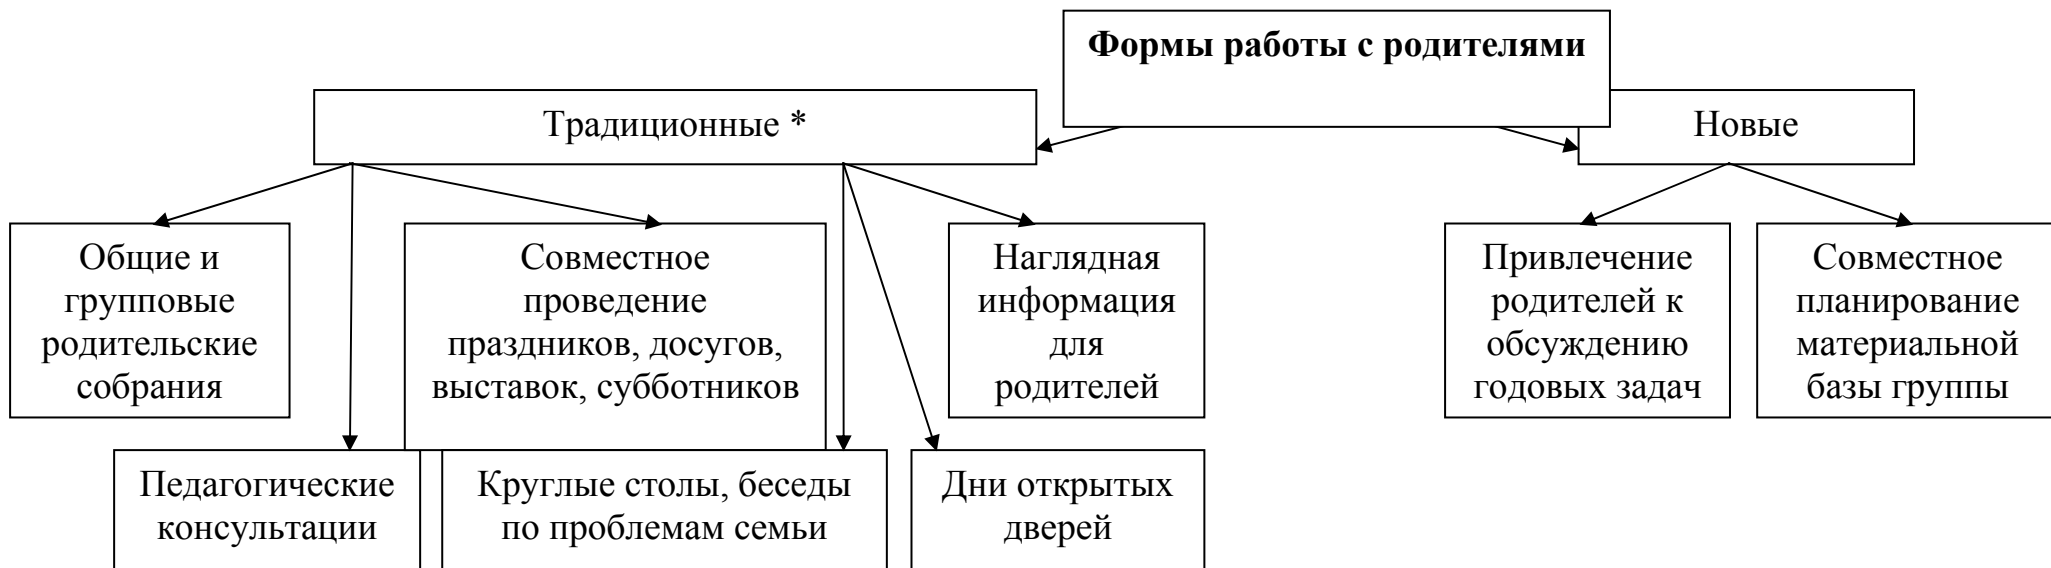 Формы работы с родителями
Традиционные *
Новые
Общие и
групповые
родительские
собрания
Совместное
проведение
праздников, досугов,
выставок, субботников
Наглядная
информация
для
родителей
Привлечение
родителей к
обсуждению
годовых задач
Совместное
планирование
материальной
базы группы
Педагогические
консультации
Круглые столы, беседы
по проблемам семьи
Дни открытых
дверей